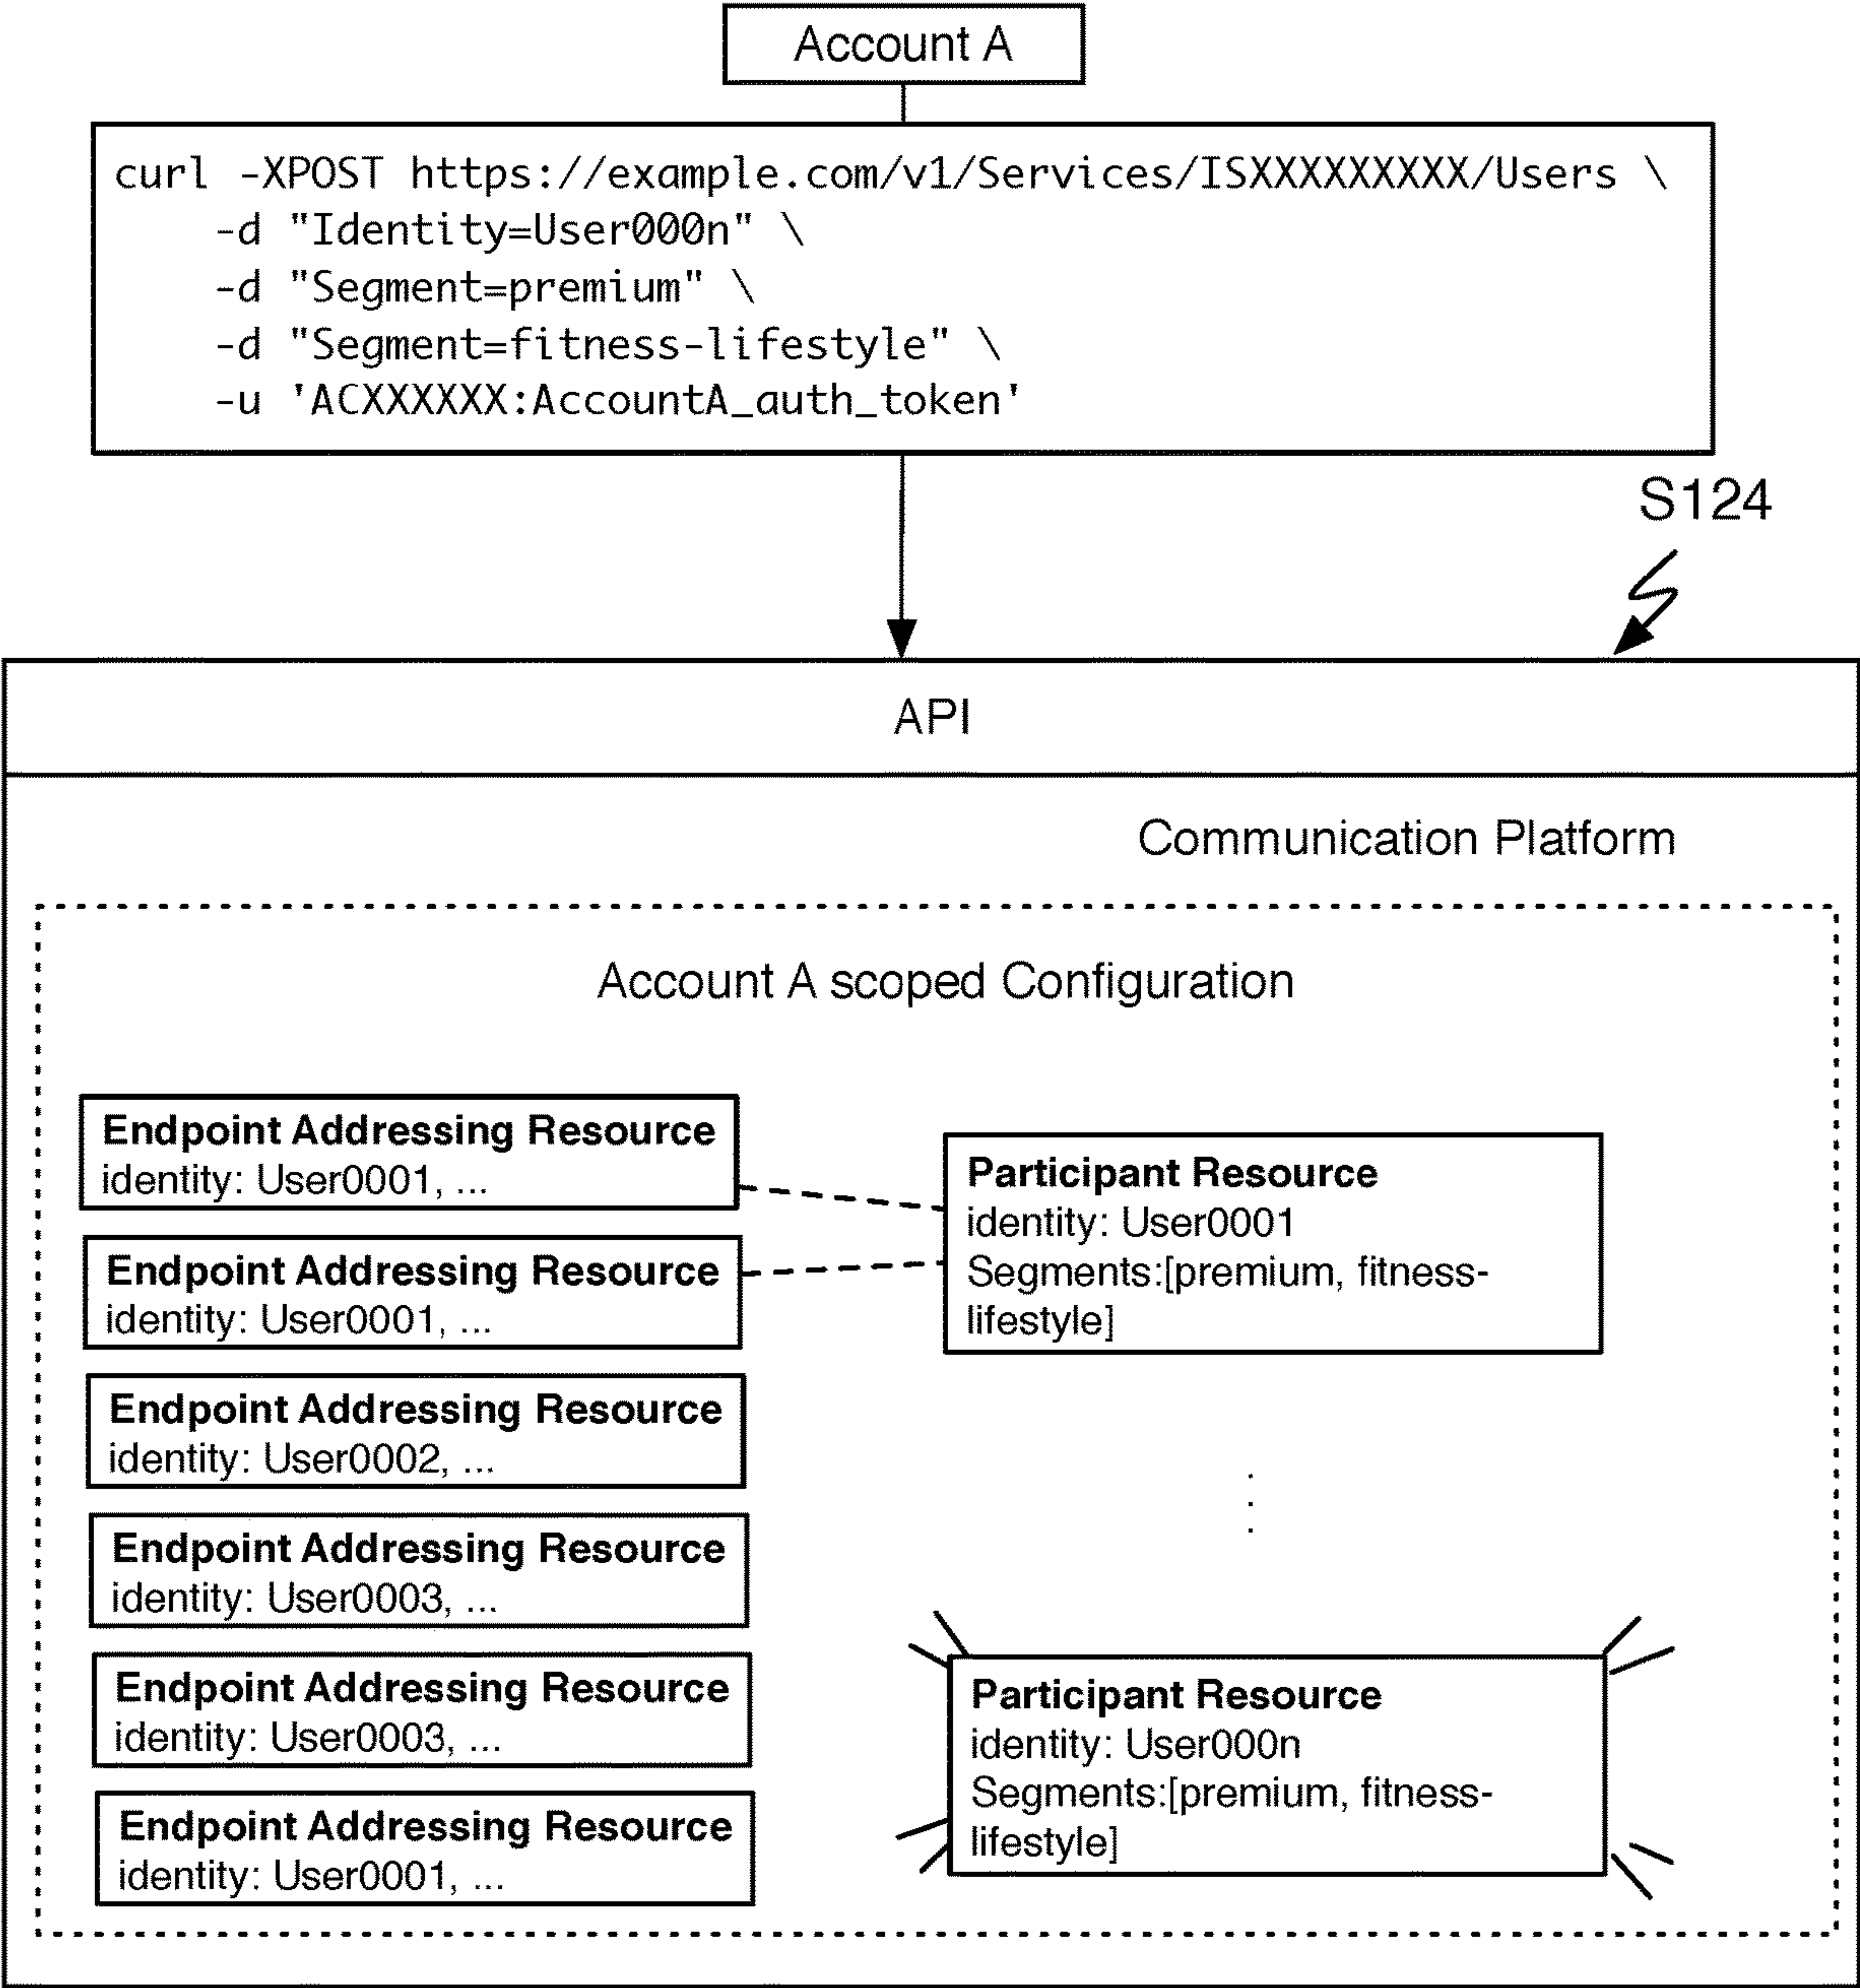 Account A
curl -XPOST https://example.com/v1/Services/ISXXXXXXXXX/Users \
-d "Identity=User000n" \
-d "Segment=premium" \
-d "Segment=fitness-lifestyle" \
-u 'ACXXXXXX:AccountA_auth_token'
S124
API
Communication Platform
Account A scoped Configuration
Endpoint Addressing Resource
identity: User0001, ...
Endpoint Addressing Resource
identity: User0001, ...
Endpoint Addressing Resource
identity: User0002, ...
Endpoint Addressing Resource
identity: User0003, ...
Endpoint Addressing Resource
identity: User0003, ...
Endpoint Addressing Resource
identity: User0001, ...
Participant Resource
identity: User0001
Segments:[premium, fitness-
lifestyle]
Participant Resource
identity: User000n
Segments:[premium, fitness-
lifestyle]